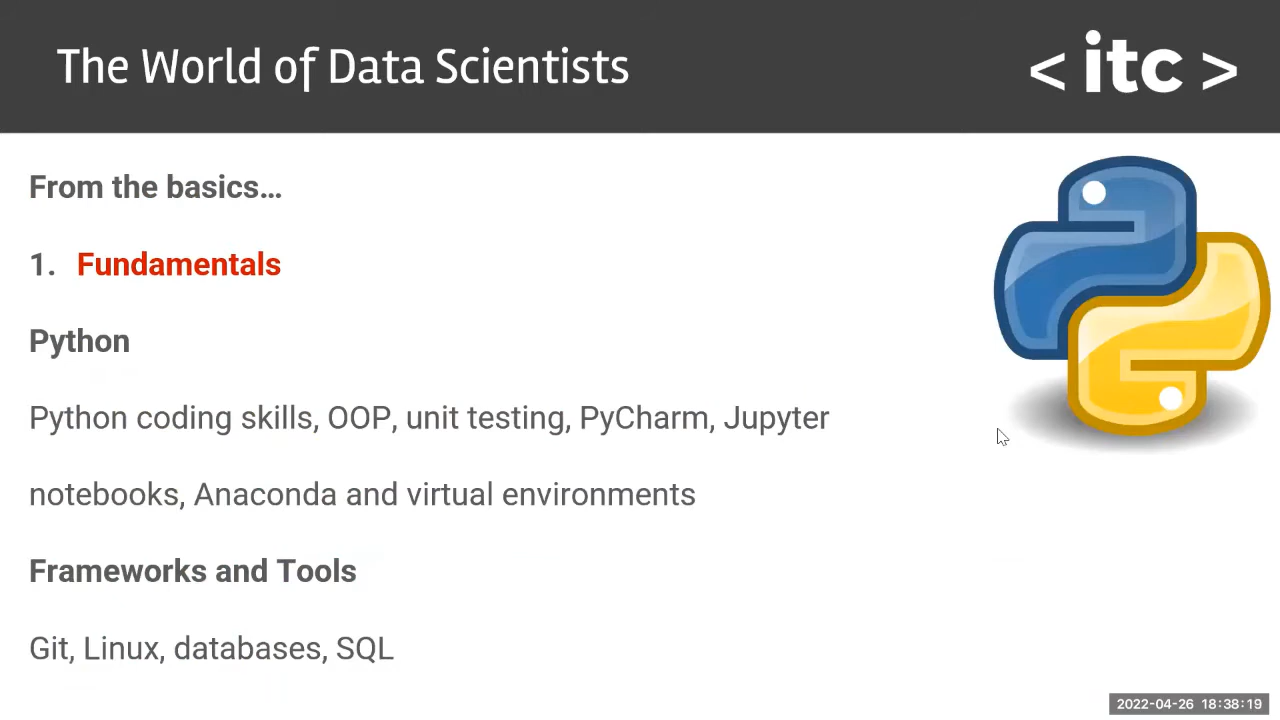 The World of Data Scientists
< itc >
From the basics…
1. Fundamentals
Python
Python coding skills, OOP, unit testing, PyCharm, Jupyter
notebooks, Anaconda and virtual environments
Frameworks and Tools
Git, Linux, databases, SQL
2022-04-26 18:38:19